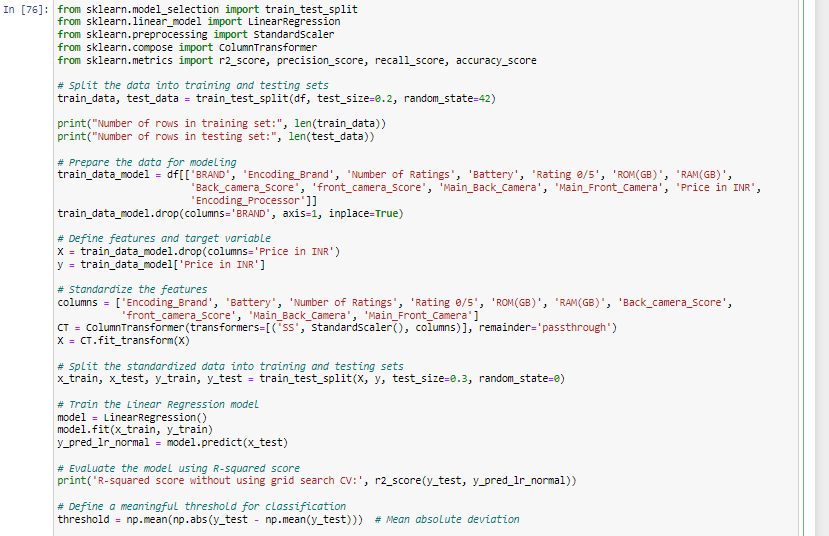 In [76]: from sklearn.model_selection import train_test_split
from sklearn.linear_model import LinearRegression
from sklearn.preprocessing import StandardScaler
from sklearn.compose import ColumnTransformer
from sklearn.metrics import r2_score, precision_score, recall_score, accuracy_score
# Split the data into training and testing sets
train_data, test_data = train_test_split(df, test_size=0.2, random_state=42)
print("Number of rows in training set:", len(train_data))
print("Number of rows in testing set:", len(test_data))
# Prepare the data for modeling
train_data_model = df[['BRAND', 'Encoding_Brand', 'Number of Ratings', 'Battery', 'Rating 0/5', 'ROM(GB)', 'RAM(GB)',
'Back_camera_Score', 'front_camera_Score', 'Main_Back_Camera', 'Main_Front_Camera', 'Price in INR',
'Encoding_Processor']]
train_data_model.drop(columns='BRAND', axis=1, inplace=True)
# Define features and target variable
X = train_data_model.drop(columns='Price in INR')
y = train_data_model['Price in INR']
# Standardize the features
columns = ['Encoding_Brand', 'Battery', 'Number of Ratings', 'Rating 0/5', 'ROM(GB)', 'RAM(GB)', 'Back_camera_Score',
'front_camera_Score', 'Main_Back_Camera', 'Main_Front_Camera']
CT = ColumnTransformer(transformers=[('SS', StandardScaler(), columns)], remainder='passthrough')
X = CT.fit_transform(X)
# Split the standardized data into training and testing sets
x_train, x_test, y_train, y_test = train_test_split(X, y, test_size=0.3, random_state=0)
# Train the Linear Regression model
model = LinearRegression()
model.fit(x_train, y_train)
y_pred_lr_normal = model.predict(x_test)
# Evaluate the model using R-squared score
print('R-squared score without using grid search CV:', r2_score(y_test, y_pred_lr_normal))
# Define a meaningful threshold for classification
threshold = np.mean(np.abs(y_test - np.mean(y_test)))  # Mean absolute deviation